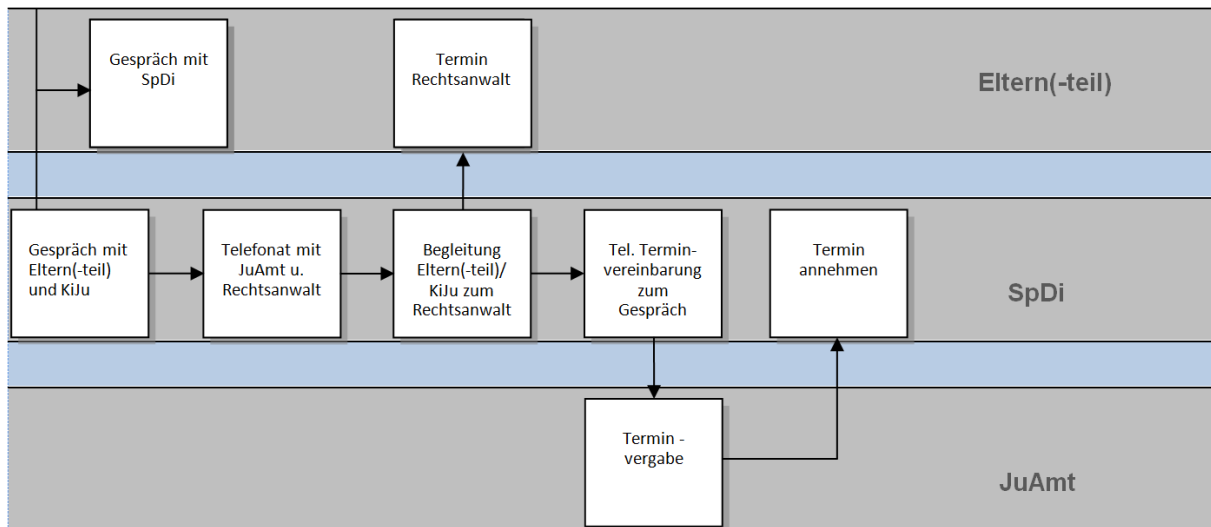 Gespräch mit
SpDi
Termin
Rechtsanwalt
Eltern(-teil)
Gespräch mit
Eltern(-teil)
und KiJu
Telefonat mit
JuAmt u.
Rechtsanwalt
Begleitung
Eltern(-teil)/
KiJu zum
Rechtsanwalt
Tel. Termin-
vereinbarung
zum
Gespräch
Termin
annehmen
SpDi
Termin -
vergabe
JuAmt